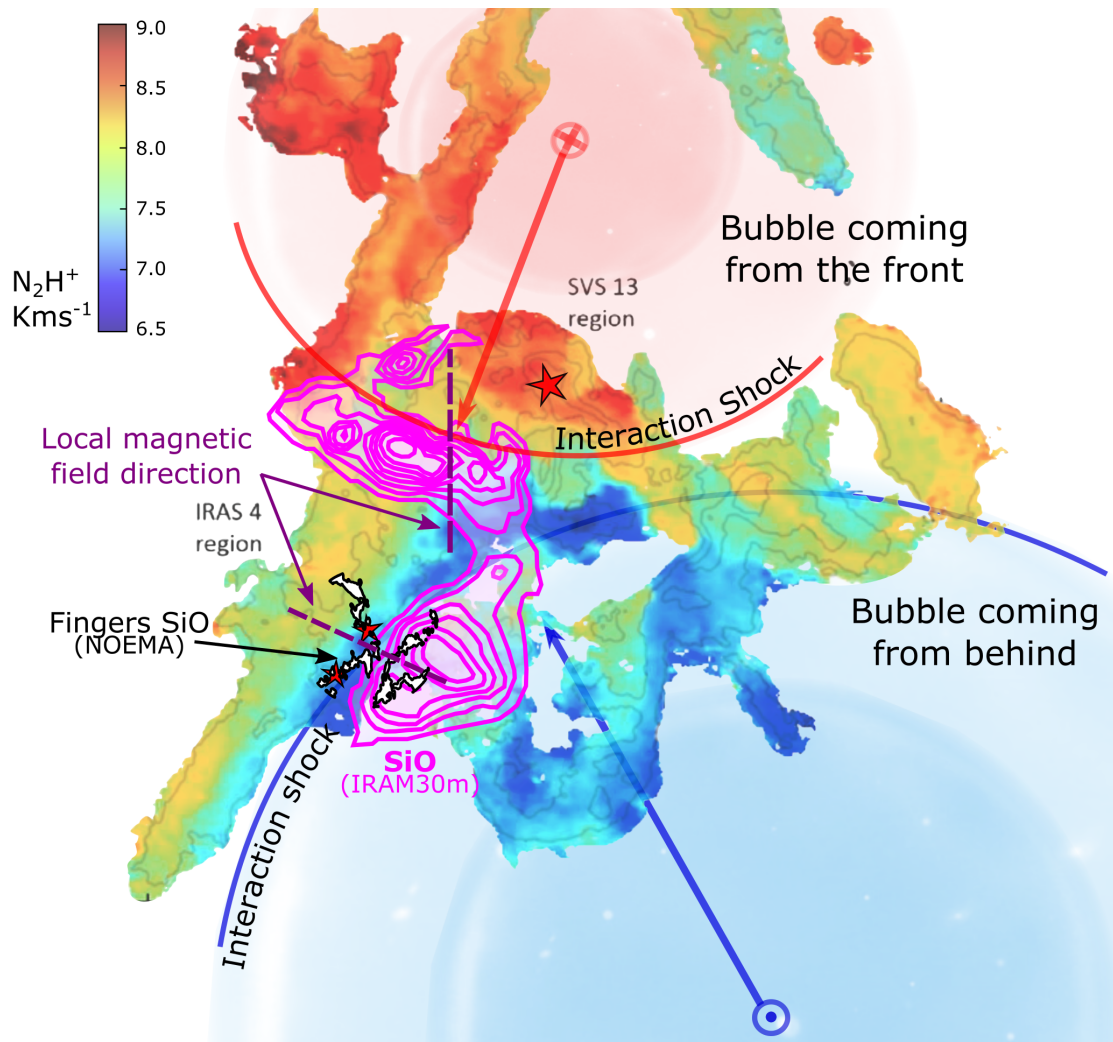 9.0
8.5
8.0
7.5
7.0
6.5
N₂H⁺
Kms⁻¹
Bubble coming
from the front
SVS 13
region
Interaction Shock
Local magnetic
field direction
IRAS 4
region
Fingers SiO
(NOEMA)
Bubble coming
from behind
SiO
(IRAM30m)
Interaction shock